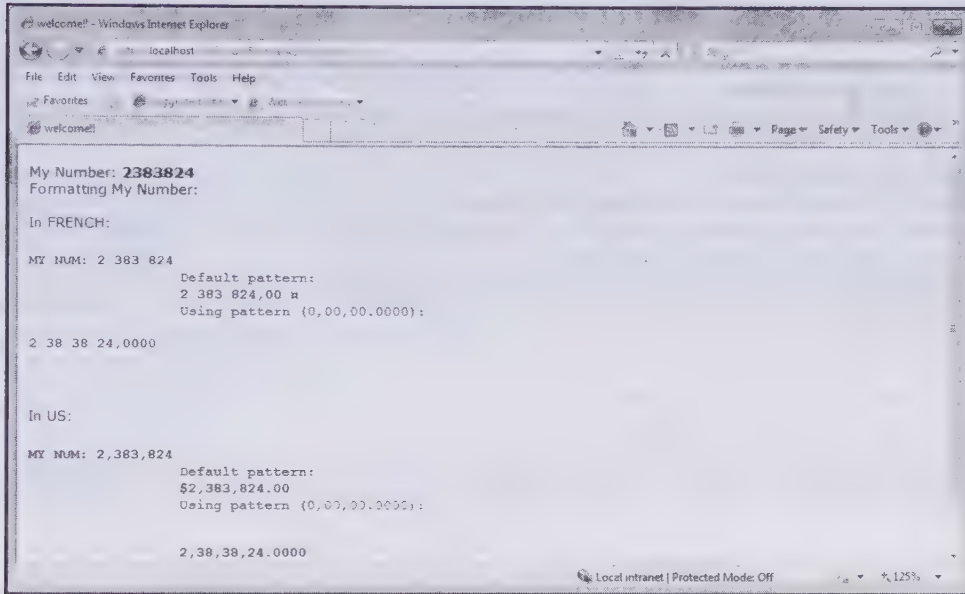 welcome!! - Windows Internet Explorer
localhost
File Edit View Favorites Tools Help
Favorites
welcome!!
Page Safety Tools
My Number: 2383824
Formatting My Number:
In FRENCH:
MY NUM: 2 383 824
Default pattern:
2 383 824,00 ¤
Using pattern (0,00,00.0000):
2 38 38 24,0000
In US:
MY NUM: 2,383,824
Default pattern:
$2,383,824.00
Using pattern (0,00,00.0000):
2,38,38,24.0000
Local intranet | Protected Mode: Off
125%